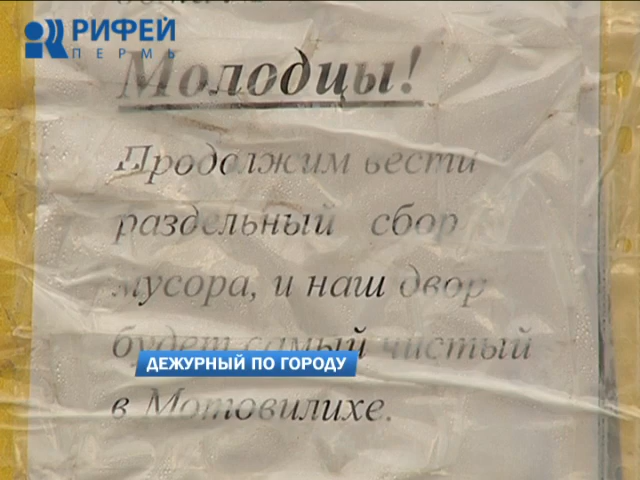 РИФЕЙ
ПЕРМЬ
Молодцы!
Продолжим вести
раздельный сбор
мусора, и наш двор
будет самый чистый
ДЕЖУРНЫЙ ПО ГОРОДУ
в Мотовилихе.